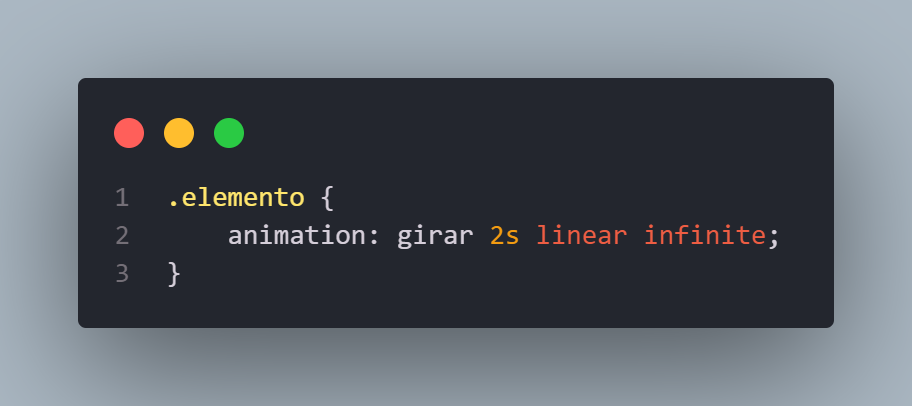 1 .elemento {
2     animation: girar 2s linear infinite;
3 }